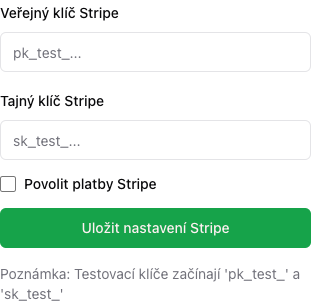 Veřejný klíč Stripe
pk_test_...
Tajný klíč Stripe
sk_test_...
Povolit platby Stripe
Uložit nastavení Stripe
Poznámka: Testovací klíče začínají 'pk_test_' a
'sk_test_'